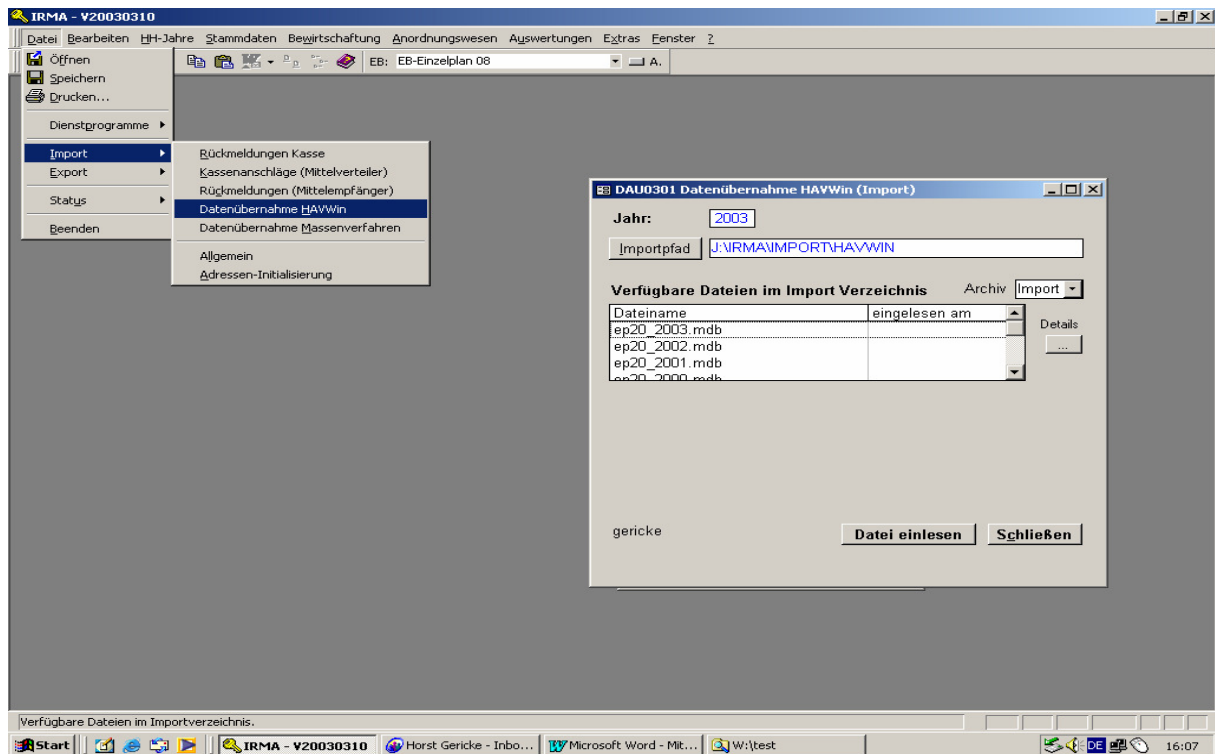 IRMA - V20030310
Datei Bearbeiten HH-Jahre Stammdaten Bewirtschaftung Anordnungswesen Auswertungen Extras Fenster ?
EB: EB-Einzelplan 08 A.
Öffnen
Speichern
Drucken...
Dienstprogramme
Import
Export
Status
Beenden
Rückmeldungen Kasse
Kassenanschläge (Mittelverteiler)
Rückmeldungen (Mittelempfänger)
Datenübernahme HAVWin
Datenübernahme Massenverfahren
Allgemein
Adressen-Initialisierung
DAU0301 Datenübernahme HAVWin (Import)
Jahr: 2003
Importpfad J:\IRMA\IMPORT\HAVWIN
Verfügbare Dateien im Import Verzeichnis Archiv Import
Dateiname eingelesen am
Details
...
ep20_2003.mdb
ep20_2002.mdb
ep20_2001.mdb
ep20_2000.mdb
gericke
Datei einlesen Schließen
Verfügbare Dateien im Importverzeichnis.
Start IRMA - V20030310 Horst Gericke - Inbo... Microsoft Word - Mit... W:\test DE 16:07